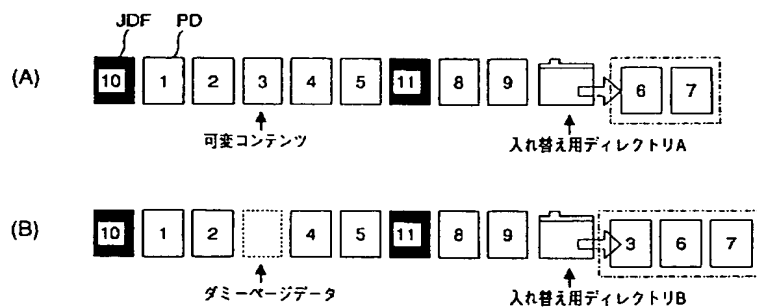 JDF PD
(A) 10 1 2 3 4 5 11 8 9 6 7
可変コンテンツ 入れ替え用ディレクトリA
(B) 10 1 2 4 5 11 8 9 3 6 7
ダミーページデータ 入れ替え用ディレクトリB